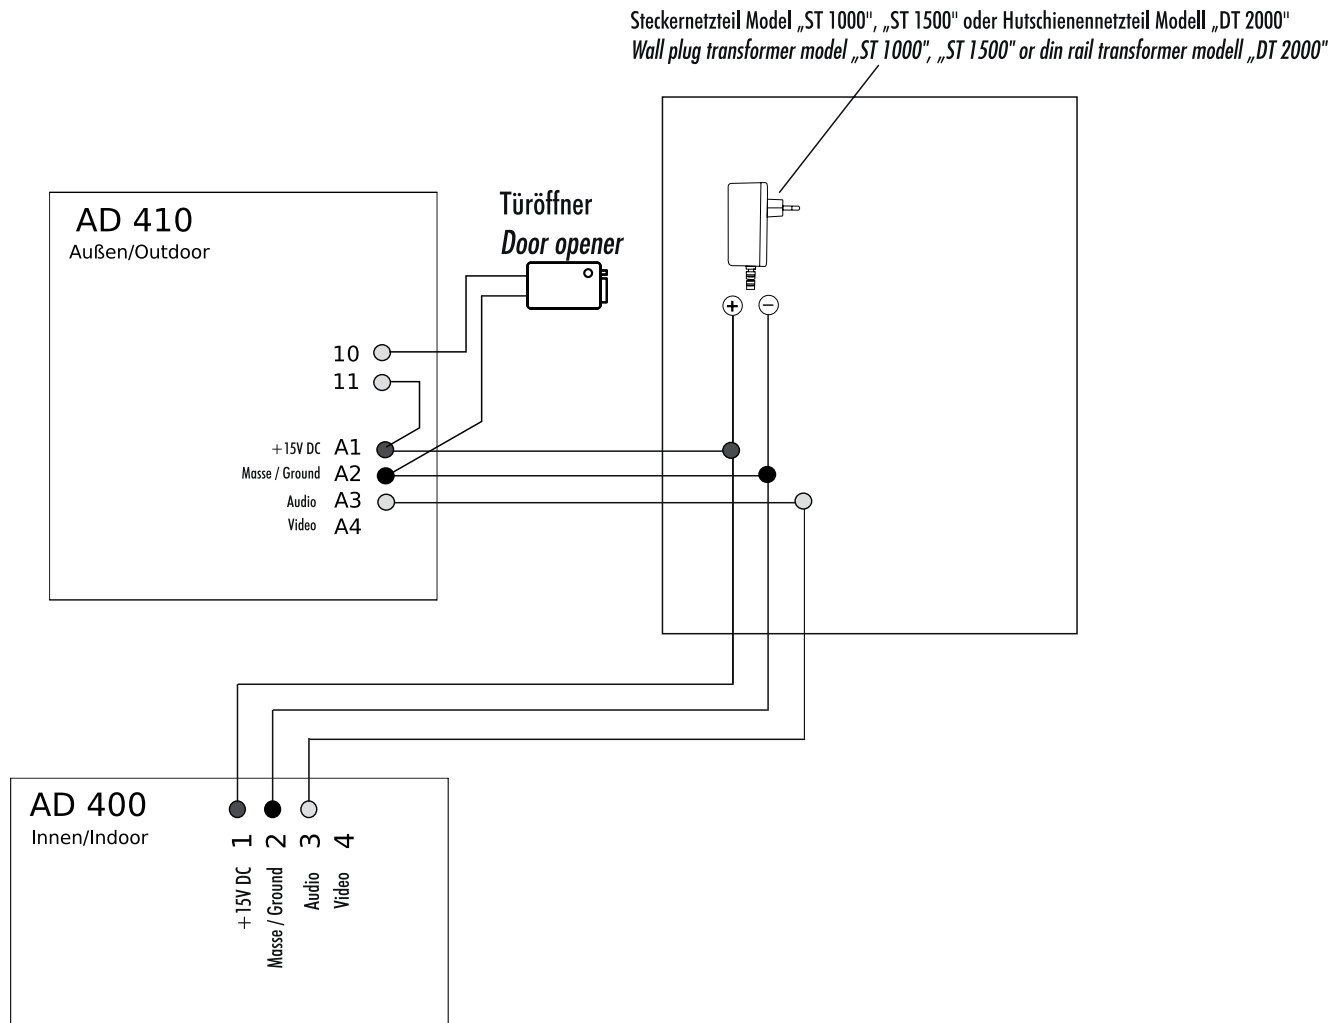 Steckernetzteil Model „ST 1000", „ST 1500" oder Hutschienennetzteil Modell „DT 2000"
Wall plug transformer model „ST 1000", „ST 1500" or din rail transformer modell „DT 2000"
AD 410
Außen/Outdoor
Türöffner
Door opener
+
−
10
11
+15V DC A1
Masse / Ground A2
Audio A3
Video A4
AD 400
Innen/Indoor
1 +15V DC
2 Masse / Ground
3 Audio
4 Video